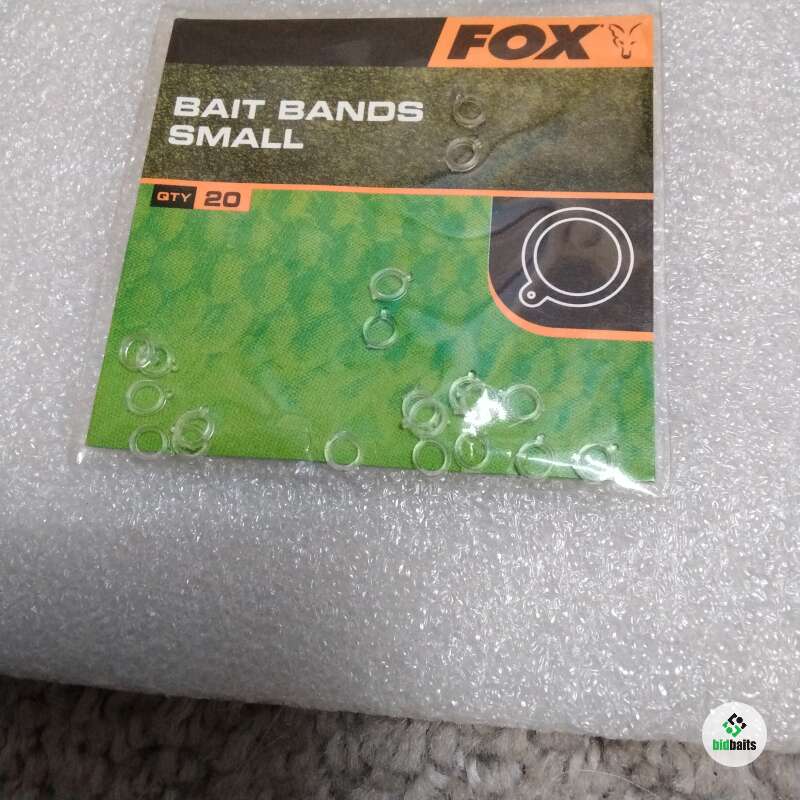 FOX
BAIT BANDS
SMALL
QTY 20
bidbaits